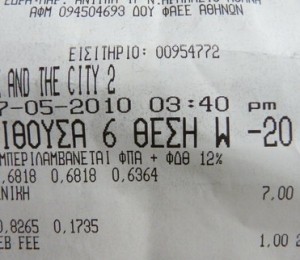 ΑΦΜ 094504693 ΔΟΥ ΦΑΕΕ ΑΘΗΝΩΝ
ΕΙΣΙΤΗΡΙΟ: 00954772
AND THE CITY 2
7-05-2010 03:40 pm
ΙΘΟΥΣΑ 6 ΘΕΣΗ W -20
ΜΠΕΡΙΛΑΜΒΑΝΕΤΑΙ ΦΠΑ + ΦΔΘ 12%
,6818 0,6818 0,6364
ΝΙΚΗ 7,00
0,8265 0,1735
EB FEE 1,00